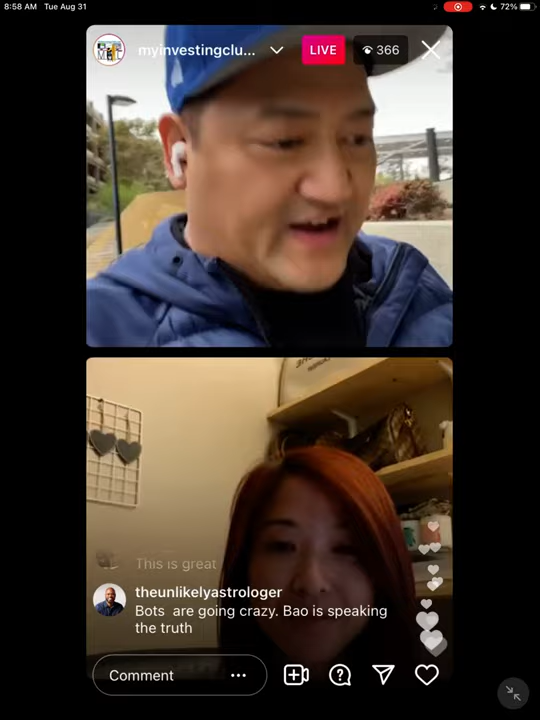 8:58 AM Tue Aug 31
72%
myinvestingclu...
LIVE
366
This is great
theunlikelyastrologer
Bots are going crazy. Bao is speaking
the truth
Comment